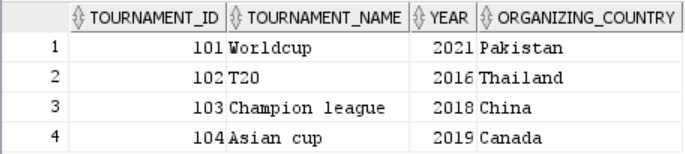 TOURNAMENT_ID TOURNAMENT_NAME YEAR ORGANIZING_COUNTRY
1 101 Worldcup 2021 Pakistan
2 102 T20 2016 Thailand
3 103 Champion league 2018 China
4 104 Asian cup 2019 Canada